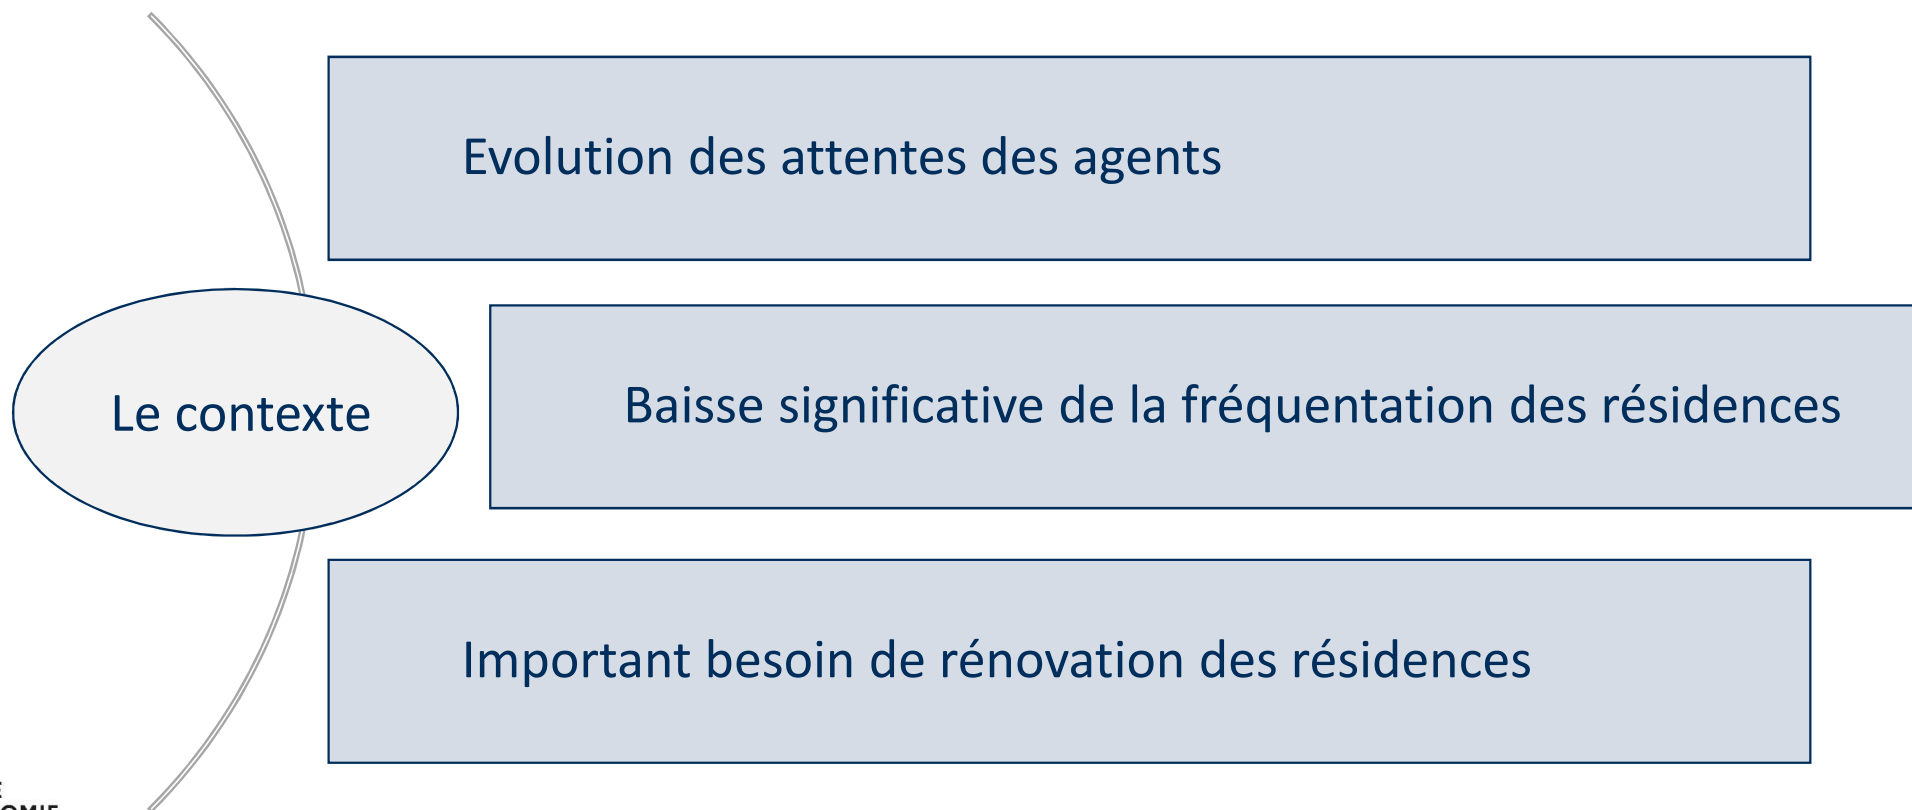 Evolution des attentes des agents
Le contexte
Baisse significative de la fréquentation des résidences
Important besoin de rénovation des résidences